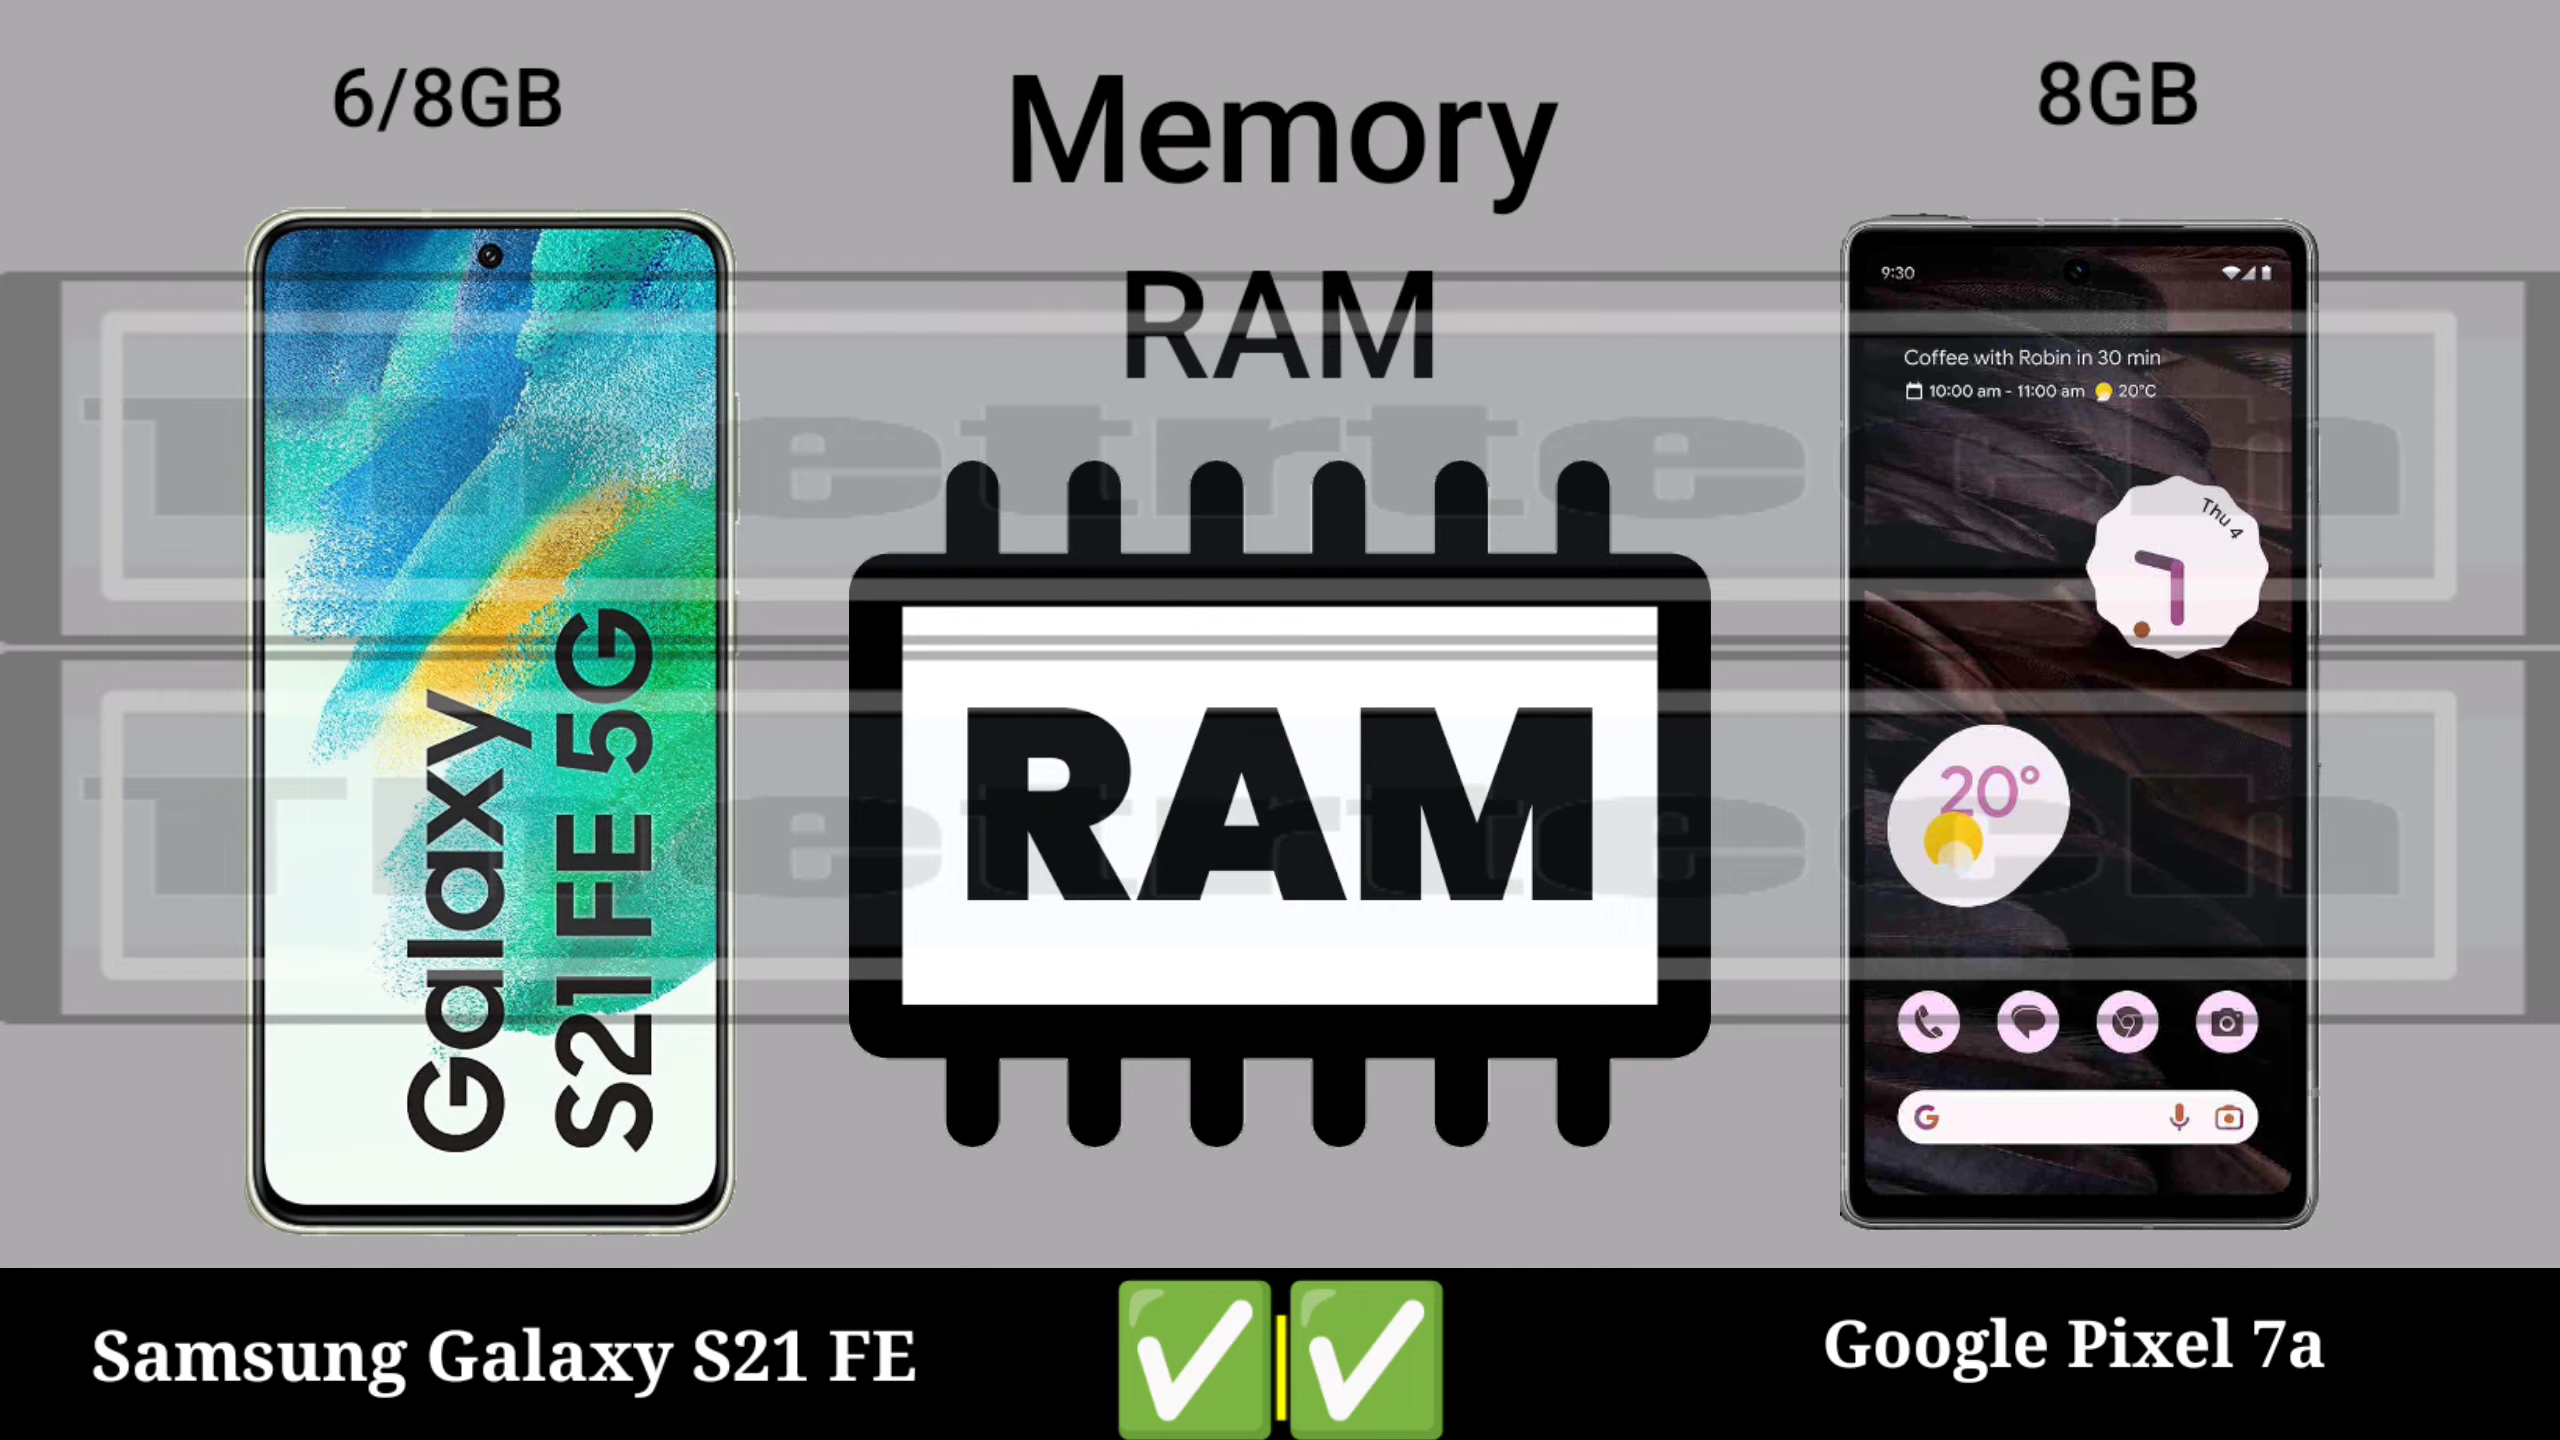 6/8GB
Memory
8GB
RAM
9:30
Coffee with Robin in 30 min
10:00 am - 11:00 am 20°C
Thu 4
20°
RAM
Galaxy
S21 FE 5G
G
Samsung Galaxy S21 FE
Google Pixel 7a